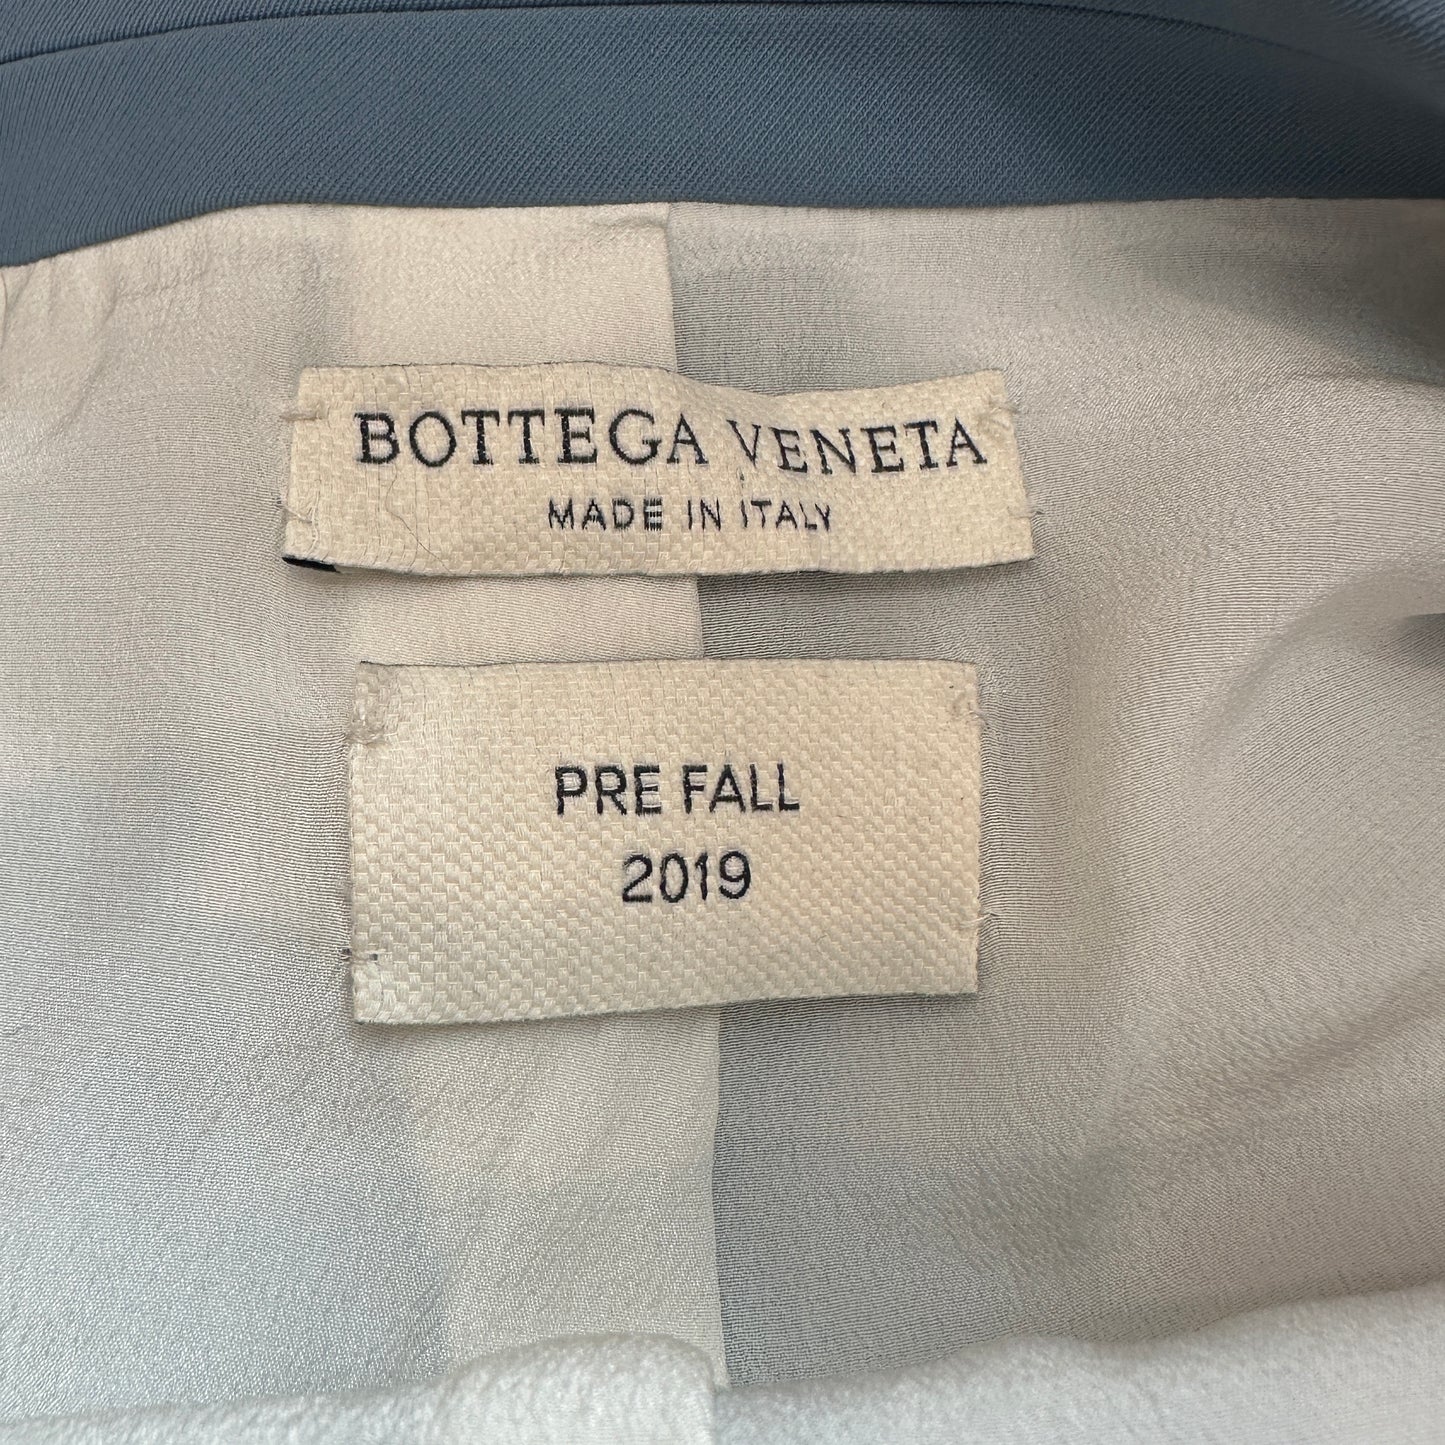 BOTTEGA VENETA
MADE IN ITALY
PRE FALL
2019